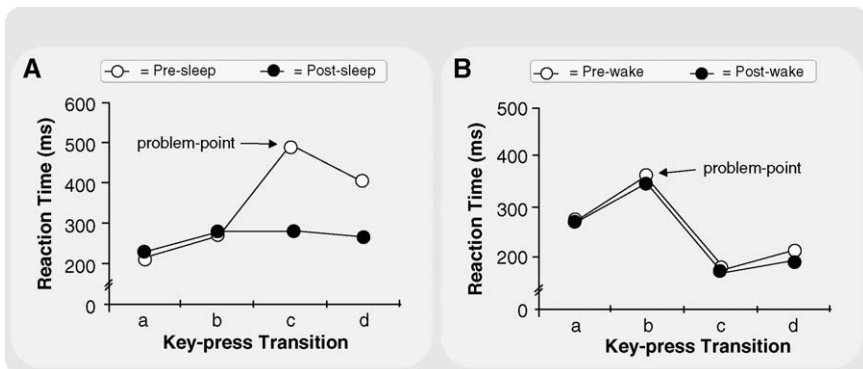 A
= Pre-sleep = Post-sleep
Reaction Time (ms)
600
500
400
300
200
0
problem-point
a b c d
Key-press Transition
B
= Pre-wake = Post-wake
Reaction Time (ms)
500
400
300
200
0
problem-point
a b c d
Key-press Transition